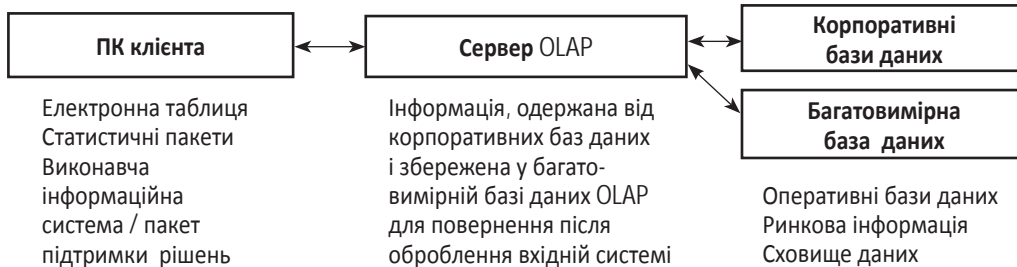 ПК клієнта
Електронна таблиця
Статистичні пакети
Виконавча
інформаційна
система / пакет
підтримки рішень
Сервер OLAP
Інформація, одержана від
корпоративних баз даних
і збережена у багато-
вимірній базі даних OLAP
для повернення після
оброблення вхідній системі
Корпоративні
бази даних
Багатовимірна
база даних
Оперативні бази даних
Ринкова інформація
Сховище даних